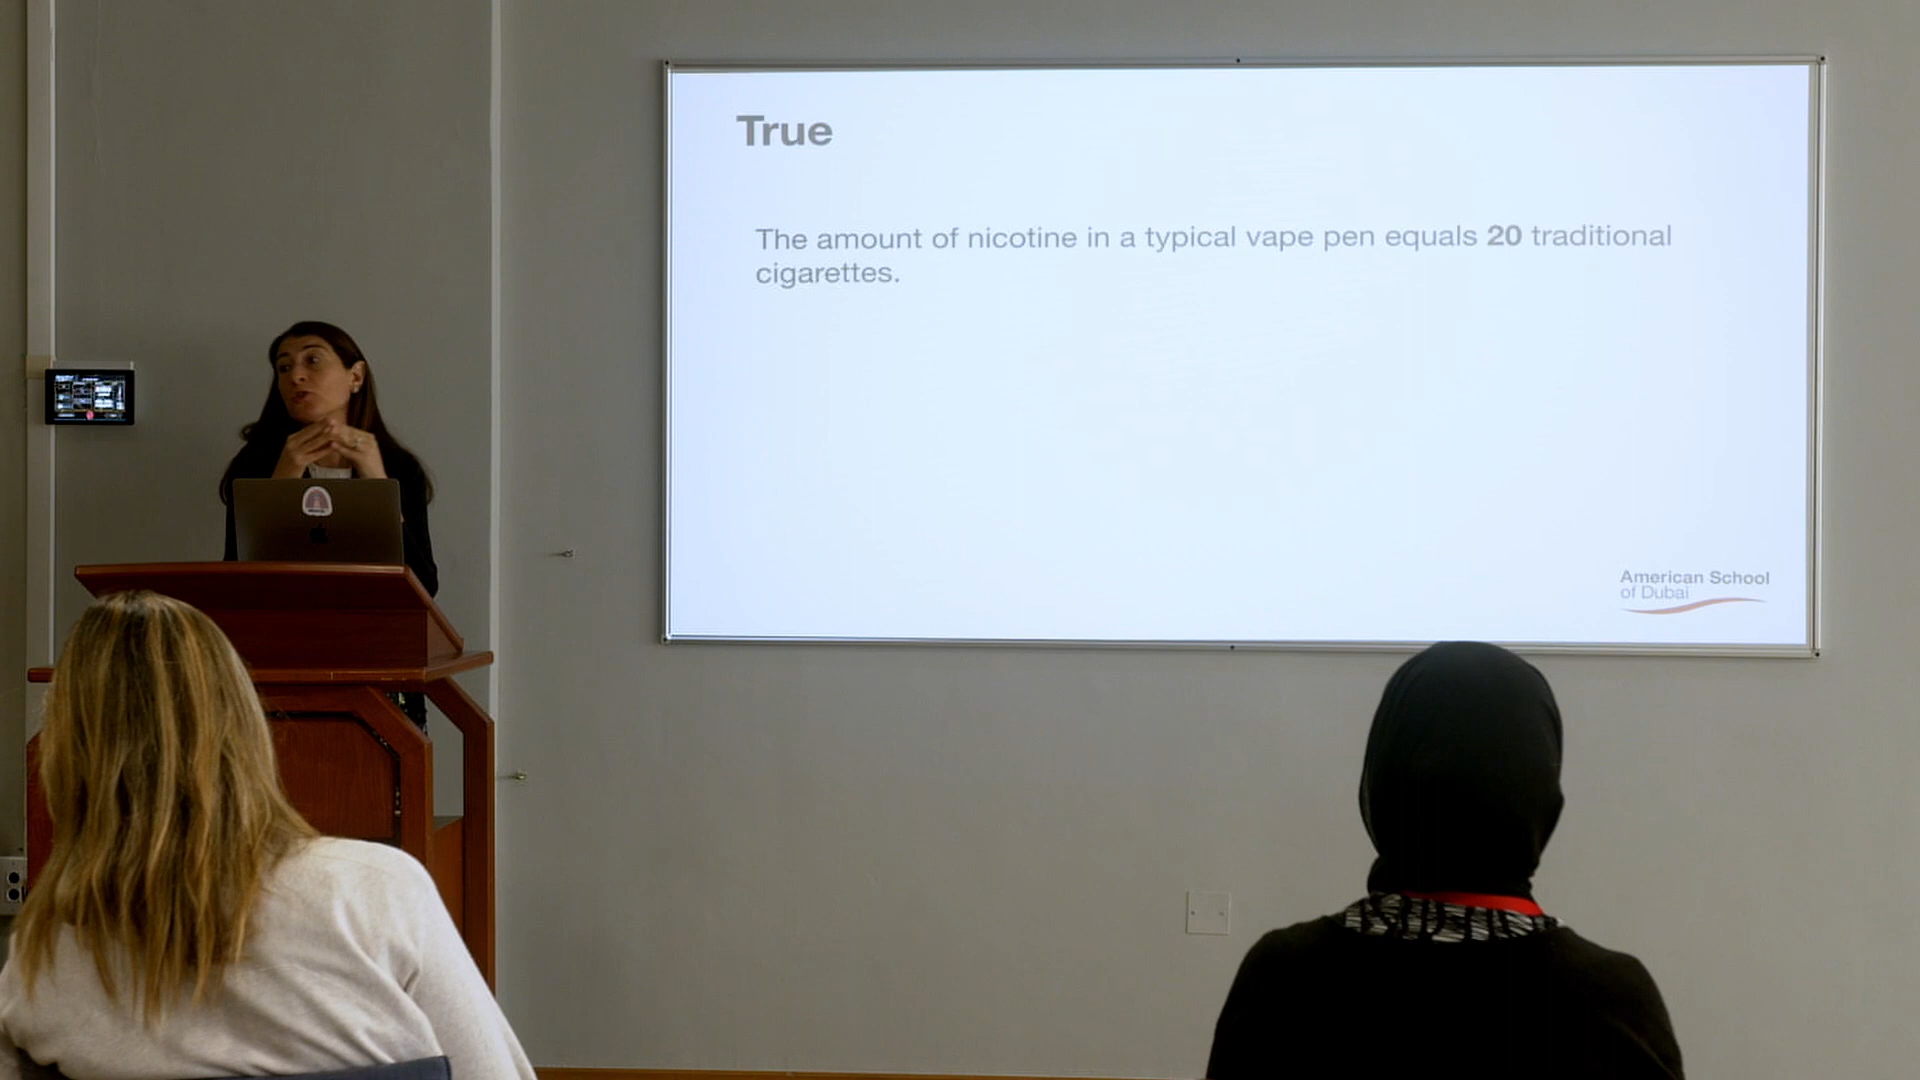 True
The amount of nicotine in a typical vape pen equals 20 traditional
cigarettes.
American School
of Dubai